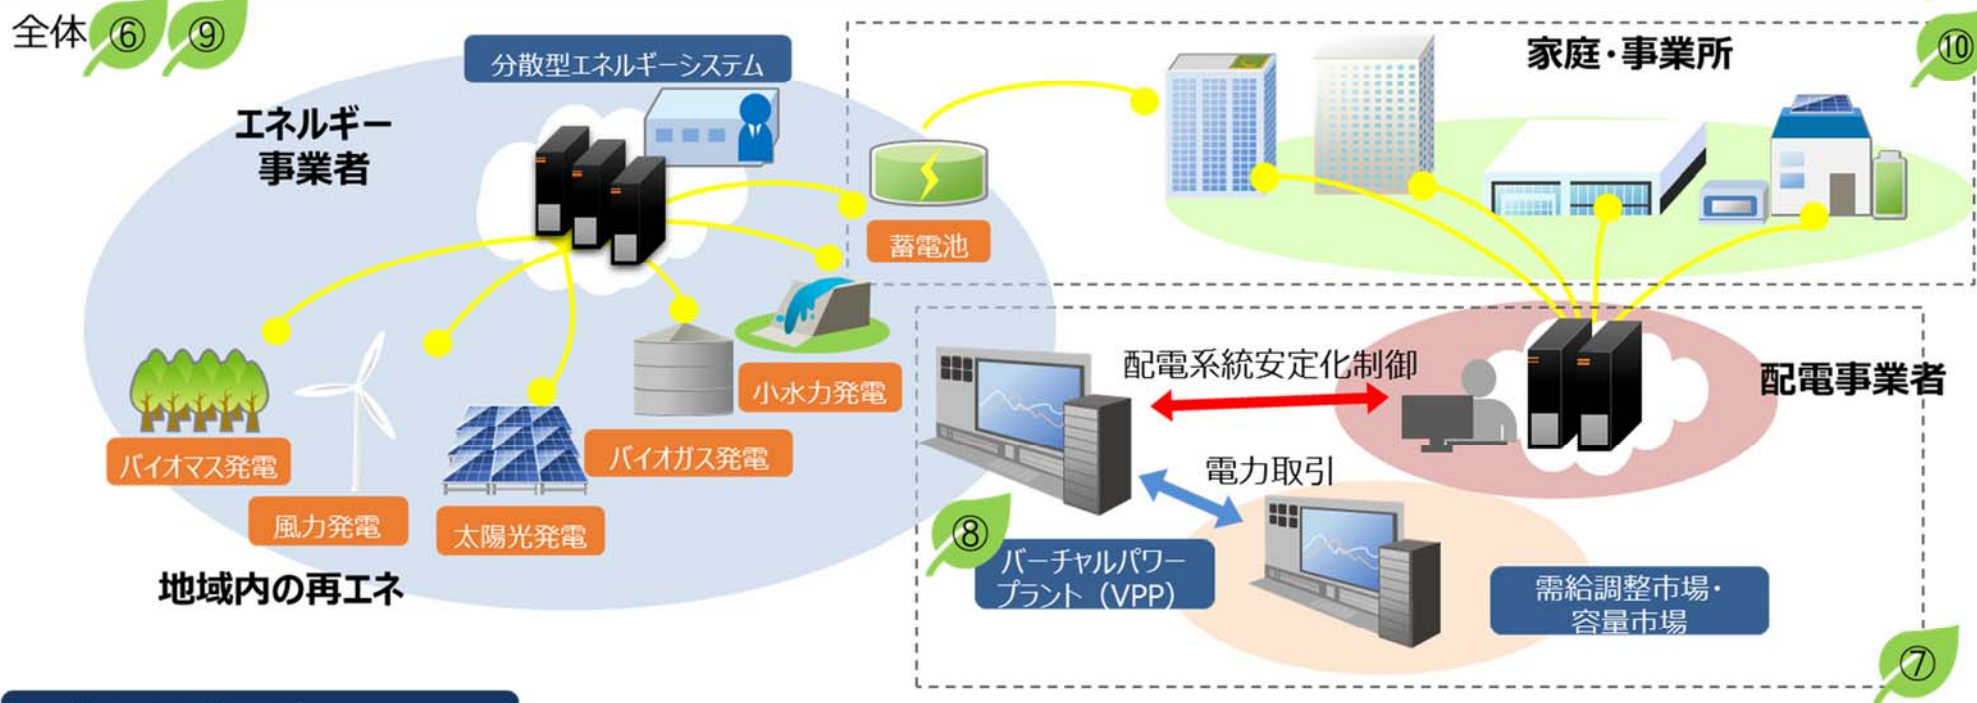 全体 ⑥ ⑨
分散型エネルギーシステム
エネルギー
事業者
蓄電池
小水力発電
バイオガス発電
バイオマス発電
風力発電
太陽光発電
地域内の再エネ
家庭・事業所
⑩
配電系統安定化制御
配電事業者
電力取引
⑧
バーチャルパワー
プラント（VPP）
需給調整市場・
容量市場
⑦